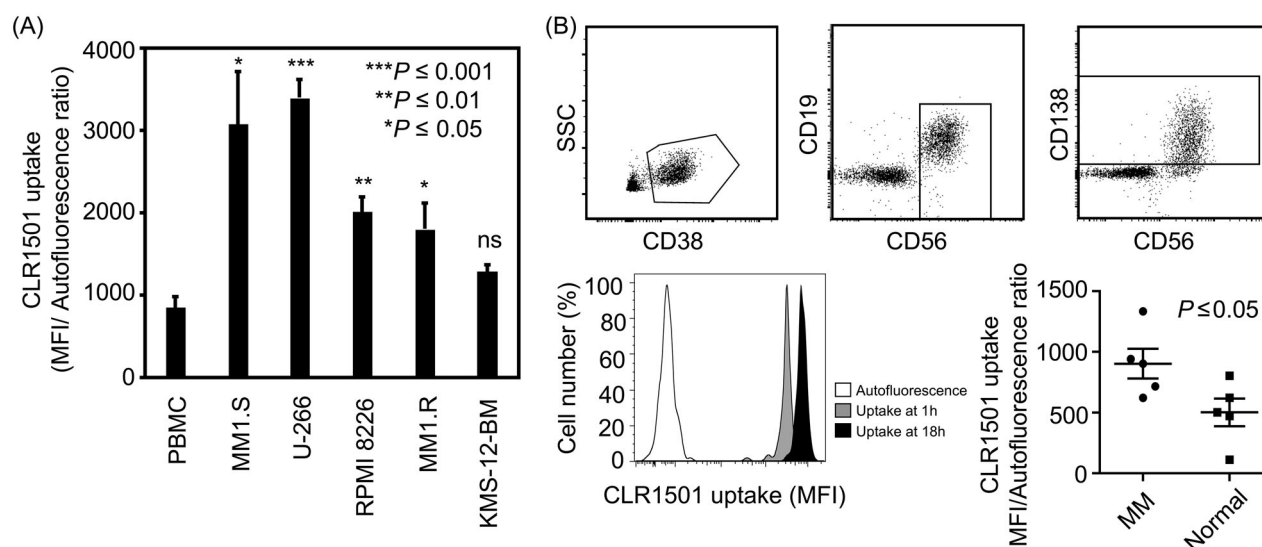 (A)
CLR1501 uptake
(MFI/ Autofluorescence ratio)
4000
3000
2000
1000
0
*
***
**
*
ns
***P ≤ 0.001
**P ≤ 0.01
*P ≤ 0.05
PBMC
MM1.S
U-266
RPMI 8226
MM1.R
KMS-12-BM
(B)
SSC
CD38
CD19
CD56
CD138
CD56
Cell number (%)
100
80
60
40
20
0
CLR1501 uptake (MFI)
Autofluorescence
Uptake at 1h
Uptake at 18h
CLR1501 uptake
MFI/Autofluorescence ratio)
1500
1000
500
0
P ≤ 0.05
MM
Normal